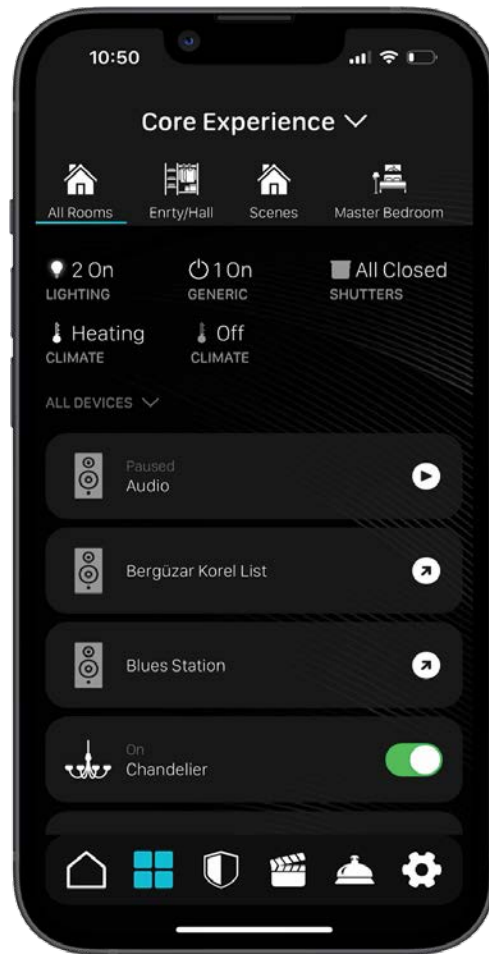 10:50
Core Experience
All Rooms Enrty/Hall Scenes Master Bedroom
2 On 1 On All Closed
LIGHTING GENERIC SHUTTERS
Heating Off
CLIMATE CLIMATE
ALL DEVICES
Paused
Audio
Bergüzar Korel List
Blues Station
On
Chandelier